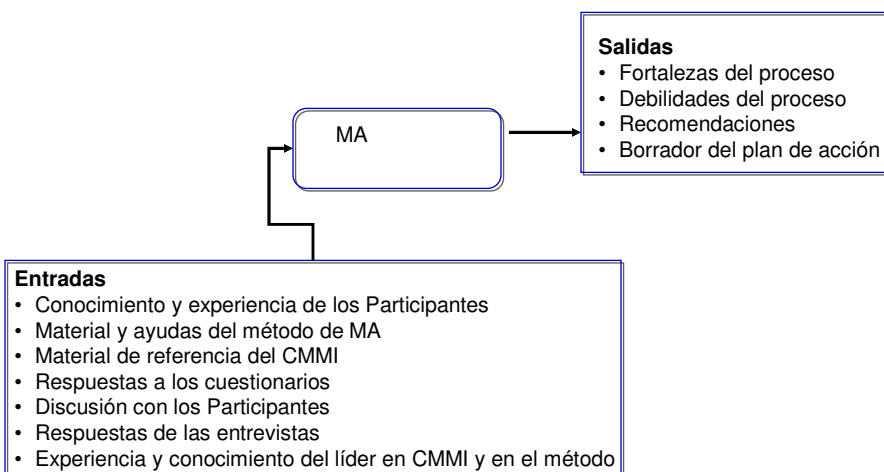 Salidas
• Fortalezas del proceso
• Debilidades del proceso
• Recomendaciones
• Borrador del plan de acción
MA
Entradas
• Conocimiento y experiencia de los Participantes
• Material y ayudas del método de MA
• Material de referencia del CMMI
• Respuestas a los cuestionarios
• Discusión con los Participantes
• Respuestas de las entrevistas
• Experiencia y conocimiento del líder en CMMI y en el método